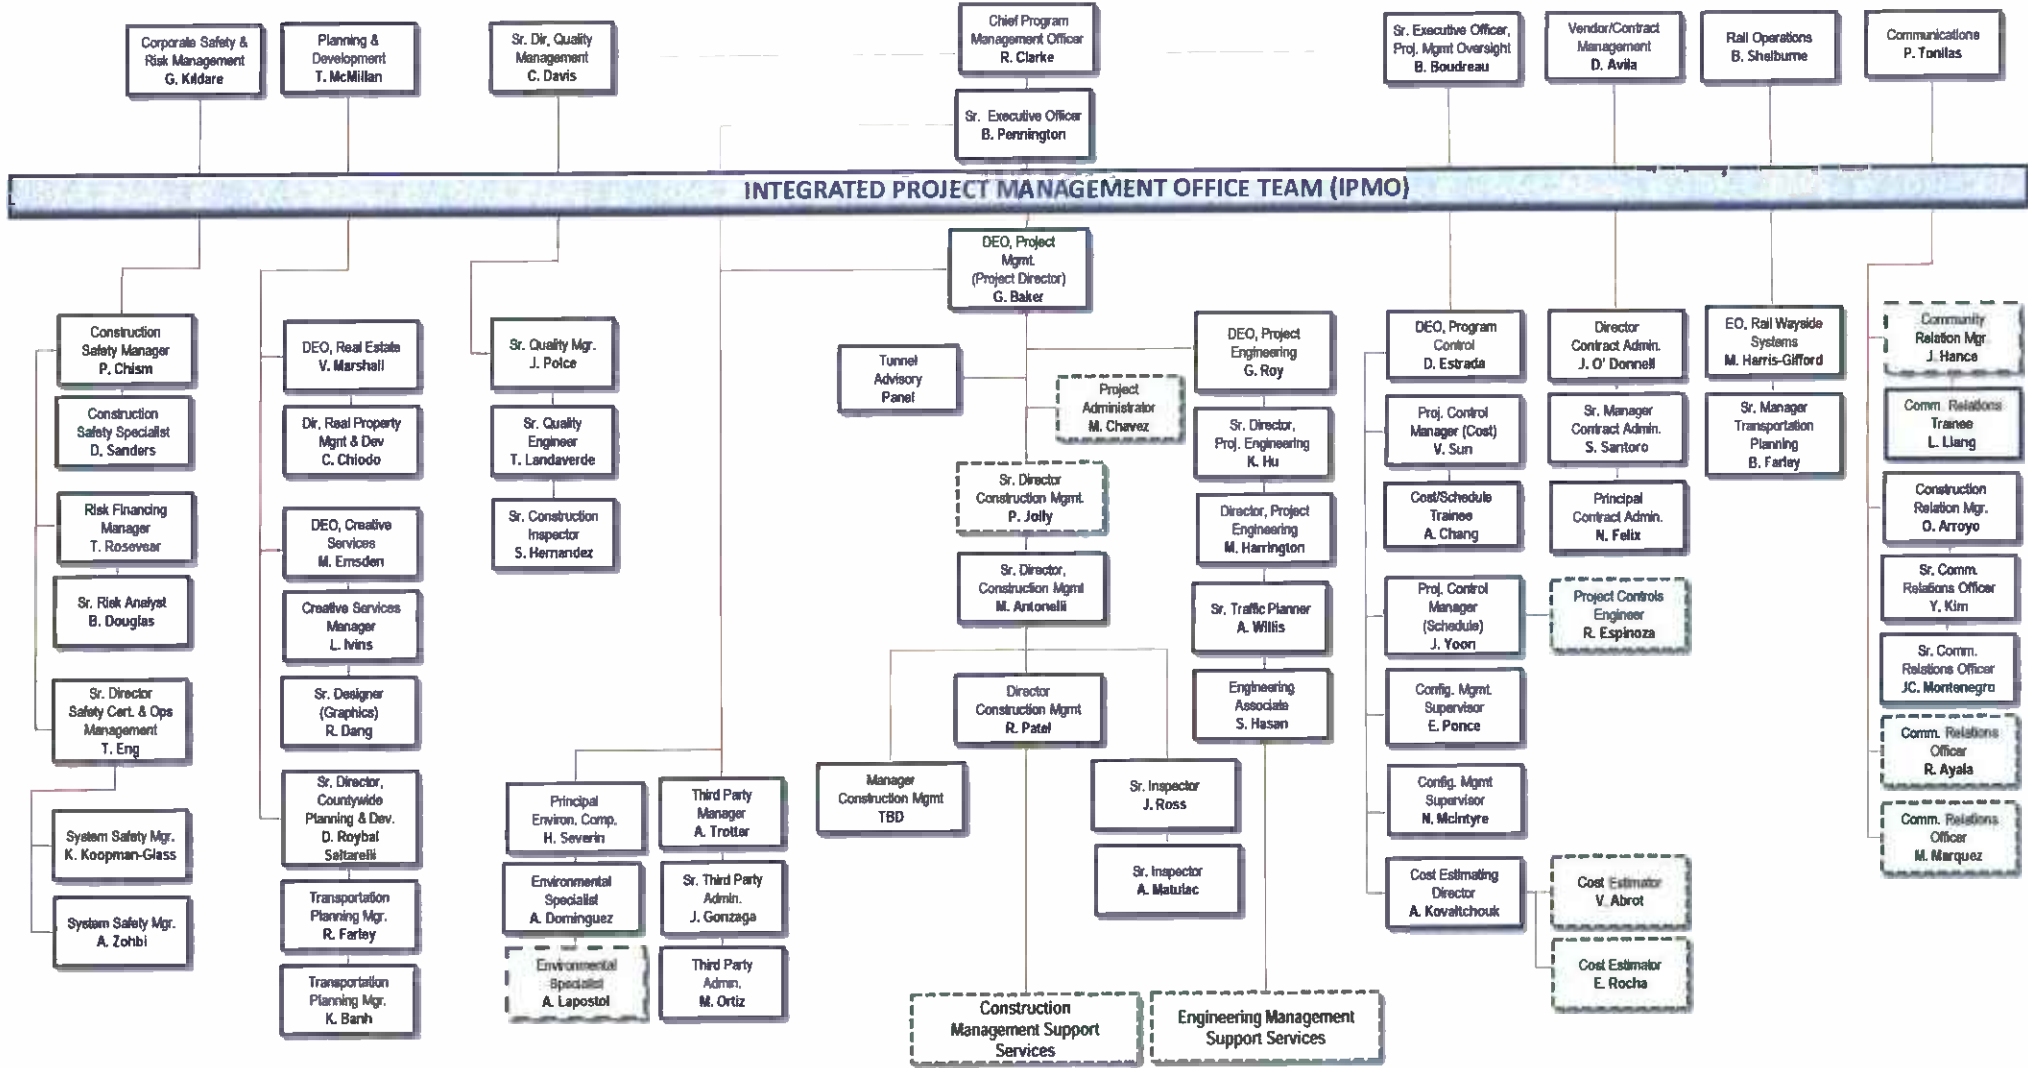 Corporate Safety &
Risk Management
G. Kildare
Planning &
Development
T. McMillan
Sr. Dir, Quality
Management
C. Davis
Chief Program
Management Officer
R. Clarke
Sr. Executive Officer,
Proj. Mgmt Oversight
B. Boudreau
Vendor/Contract
Management
D. Avila
Rail Operations
B. Shelburne
Communications
P. Tonilas
Sr. Executive Officer
B. Pennington
INTEGRATED PROJECT MANAGEMENT OFFICE TEAM (IPMO)
DEO, Project
Mgmt.
(Project Director)
G. Baker
Construction
Safety Manager
P. Chism
Construction
Safety Specialist
D. Sanders
Risk Financing
Manager
T. Rosevear
Sr. Risk Analyst
B. Douglas
Sr. Director
Safety Cert. & Ops
Management
T. Eng
System Safety Mgr.
K. Koopman-Glass
System Safety Mgr.
A. Zohbi
DEO, Real Estate
V. Marshall
Dir, Real Property
Mgnt & Dev
C. Chiodo
DEO, Creative
Services
M. Emsden
Creative Services
Manager
L. Ivins
Sr. Designer
(Graphics)
R. Dang
Sr. Director,
Countywide
Planning & Dev.
D. Roybal
Saltarelli
Transportation
Planning Mgr.
R. Farley
Transportation
Planning Mgr.
K. Banh
Sr. Quality Mgr.
J. Polce
Sr. Quality
Engineer
T. Landaverde
Sr. Construction
Inspector
S. Hernandez
Principal
Environ. Comp.
H. Severin
Environmental
Specialist
A. Dominguez
Environmental
Specialist
A. Lapostol
Third Party
Manager
A. Trotter
Sr. Third Party
Admin.
J. Gonzaga
Third Party
Admin.
M. Ortiz
Tunnel
Advisory
Panel
Project
Administrator
M. Chavez
Sr. Director
Construction Mgmt.
P. Jolly
Sr. Director,
Construction Mgmt
M. Antonelli
Director
Construction Mgmt
R. Patel
Manager
Construction Mgmt
TBD
Sr. Inspector
J. Ross
Sr. Inspector
A. Matulac
Construction
Management Support
Services
DEO, Project
Engineering
G. Roy
Sr. Director,
Proj. Engineering
K. Hu
Director, Project
Engineering
M. Harrington
Sr. Traffic Planner
A. Willis
Engineering
Associate
S. Hasan
Engineering Management
Support Services
DEO, Program
Control
D. Estrada
Proj. Control
Manager (Cost)
V. Sun
Cost/Schedule
Trainee
A. Chang
Proj. Control
Manager
(Schedule)
J. Yoon
Project Controls
Engineer
R. Espinoza
Config. Mgmt.
Supervisor
E. Ponce
Config. Mgmt
Supervisor
N. McIntyre
Cost Estimating
Director
A. Kovaltchouk
Cost Estimator
V. Abrot
Cost Estimator
E. Rocha
Director
Contract Admin.
J. O' Donnell
Sr. Manager
Contract Admin.
S. Santoro
Principal
Contract Admin.
N. Felix
EO, Rail Wayside
Systems
M. Harris-Gifford
Sr. Manager
Transportation
Planning
B. Farley
Community
Relation Mgr
J. Hance
Comm. Relations
Trainee
L. Liang
Construction
Relation Mgr.
O. Arroyo
Sr. Comm.
Relations Officer
Y. Kim
Sr. Comm.
Relations Officer
JC. Montenegro
Comm. Relations
Officer
R. Ayala
Comm. Relations
Officer
M. Marquez